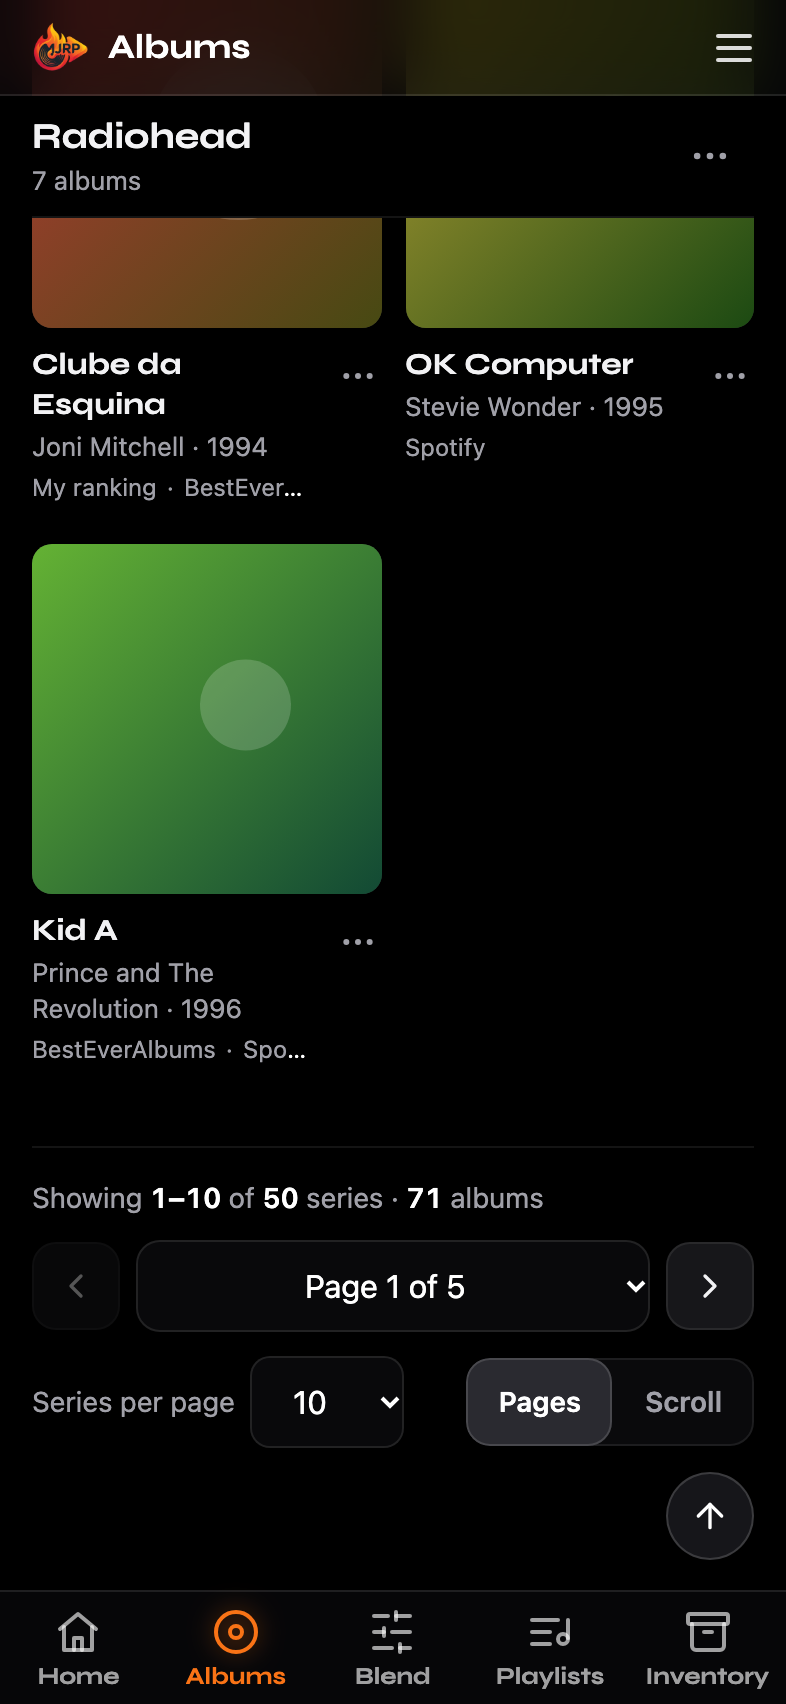 MJRP
Albums
Radiohead
7 albums
Clube da
Esquina
Joni Mitchell · 1994
My ranking · BestEver...
OK Computer
Stevie Wonder · 1995
Spotify
Kid A
Prince and The
Revolution · 1996
BestEverAlbums · Spo...
Showing 1–10 of 50 series · 71 albums
Page 1 of 5
Series per page 10
Pages Scroll
Home Albums Blend Playlists Inventory